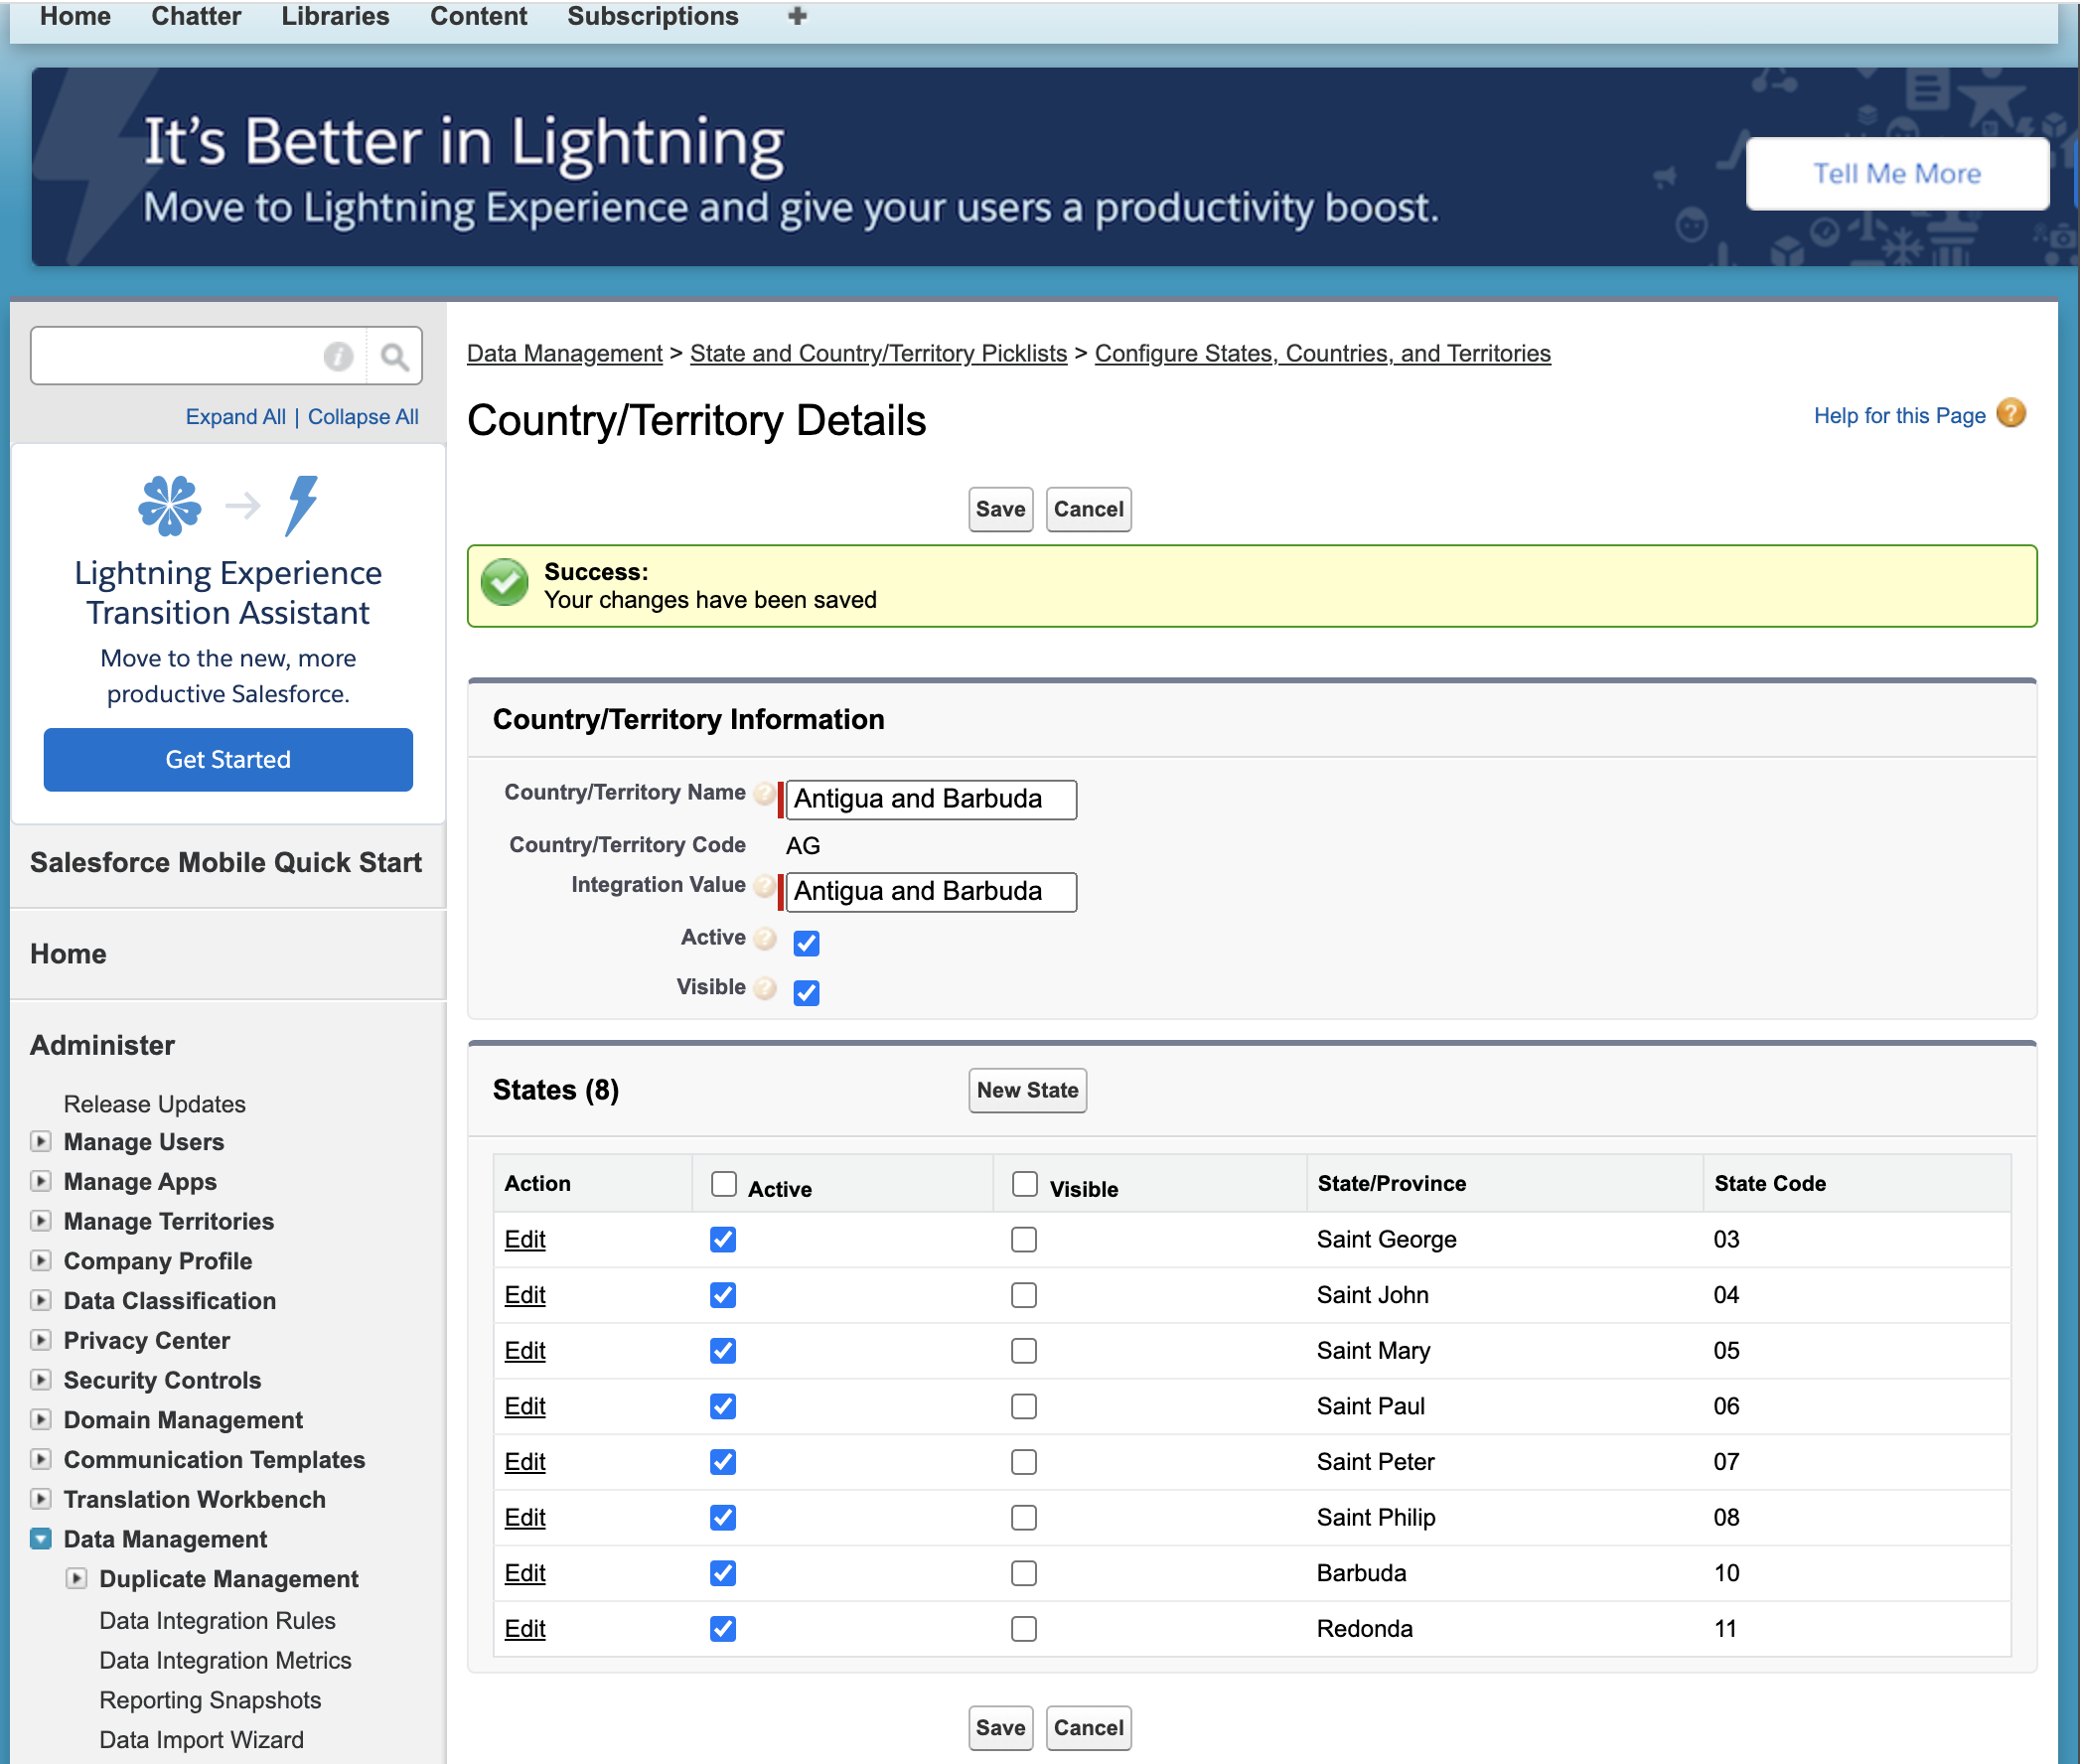 Home Chatter Libraries Content Subscriptions +
It's Better in Lightning
Move to Lightning Experience and give your users a productivity boost.
Tell Me More
Expand All | Collapse All
Lightning Experience
Transition Assistant
Move to the new, more
productive Salesforce.
Get Started
Salesforce Mobile Quick Start
Home
Administer
Release Updates
Manage Users
Manage Apps
Manage Territories
Company Profile
Data Classification
Privacy Center
Security Controls
Domain Management
Communication Templates
Translation Workbench
Data Management
Duplicate Management
Data Integration Rules
Data Integration Metrics
Reporting Snapshots
Data Import Wizard
Data Management > State and Country/Territory Picklists > Configure States, Countries, and Territories
Country/Territory Details
Help for this Page ?
Save Cancel
Success:
Your changes have been saved
Country/Territory Information
Country/Territory Name ? Antigua and Barbuda
Country/Territory Code AG
Integration Value ? Antigua and Barbuda
Active ?
Visible ?
States (8) New State
Action Active Visible State/Province State Code
Edit Saint George 03
Edit Saint John 04
Edit Saint Mary 05
Edit Saint Paul 06
Edit Saint Peter 07
Edit Saint Philip 08
Edit Barbuda 10
Edit Redonda 11
Save Cancel